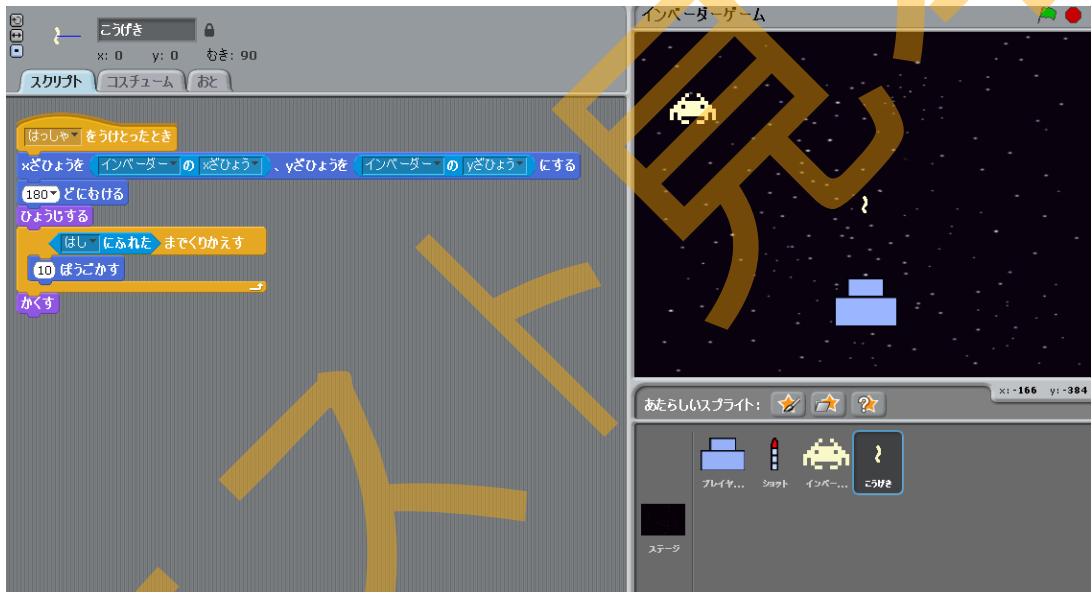 こうげき
x: 0 y: 0 むき: 90
スクリプト コスチューム おと
はっしゃ をうけとったとき
xざひょうを インベーダー の xざひょう 、yざひょうを インベーダー の yざひょう にする
180 どにむける
ひょうじする
はし にふれた までくりかえす
10 ほうごかす
かくす
インベーダーゲーム
x: -166 y: -384
あたらしいスプライト:
プレイヤ... ショット インベー... こうげき
ステージ